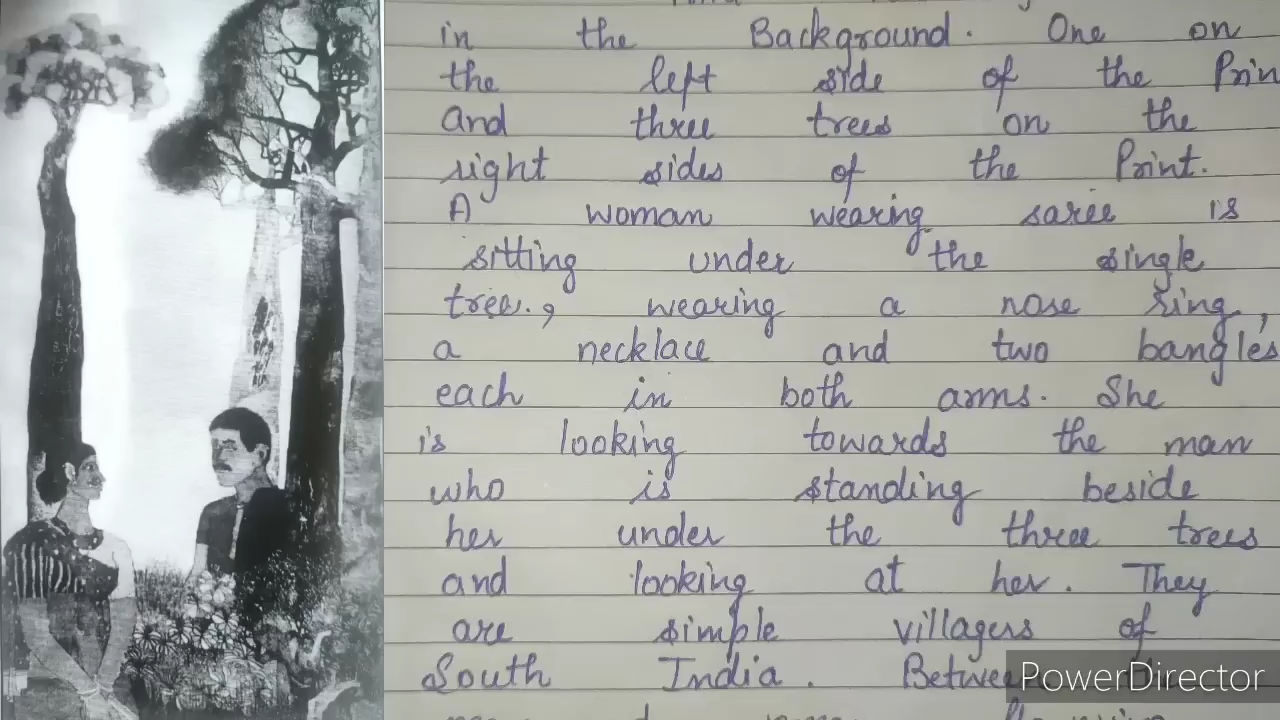 in the Background. One on
the left side of the Prin
and three trees on the
right sides of the Print.
A woman wearing saree is
sitting under the single
tree., wearing a nose ring,
a necklace and two bangles
each in both arms. She
is looking towards the man
who is standing beside
her under the three trees
and looking at her. They
are simple villagers of
South India. Between
PowerDirector